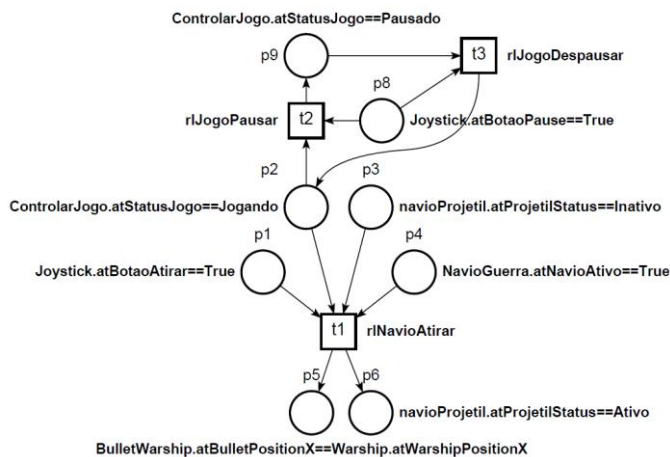 ControlarJogo.atStatusJogo==Pausado
p9
t3
rlJogoDespausar
p8
rlJogoPausar
t2
Joystick.atBotaoPause==True
p2
p3
ControlarJogo.atStatusJogo==Jogando
navioProjetil.atProjetilStatus==Inativo
p1
p4
Joystick.atBotaoAtirar==True
NavioGuerra.atNavioAtivo==True
t1
rlNavioAtirar
p5
p6
navioProjetil.atProjetilStatus==Ativo
BulletWarship.atBulletPositionX==Warship.atWarshipPositionX